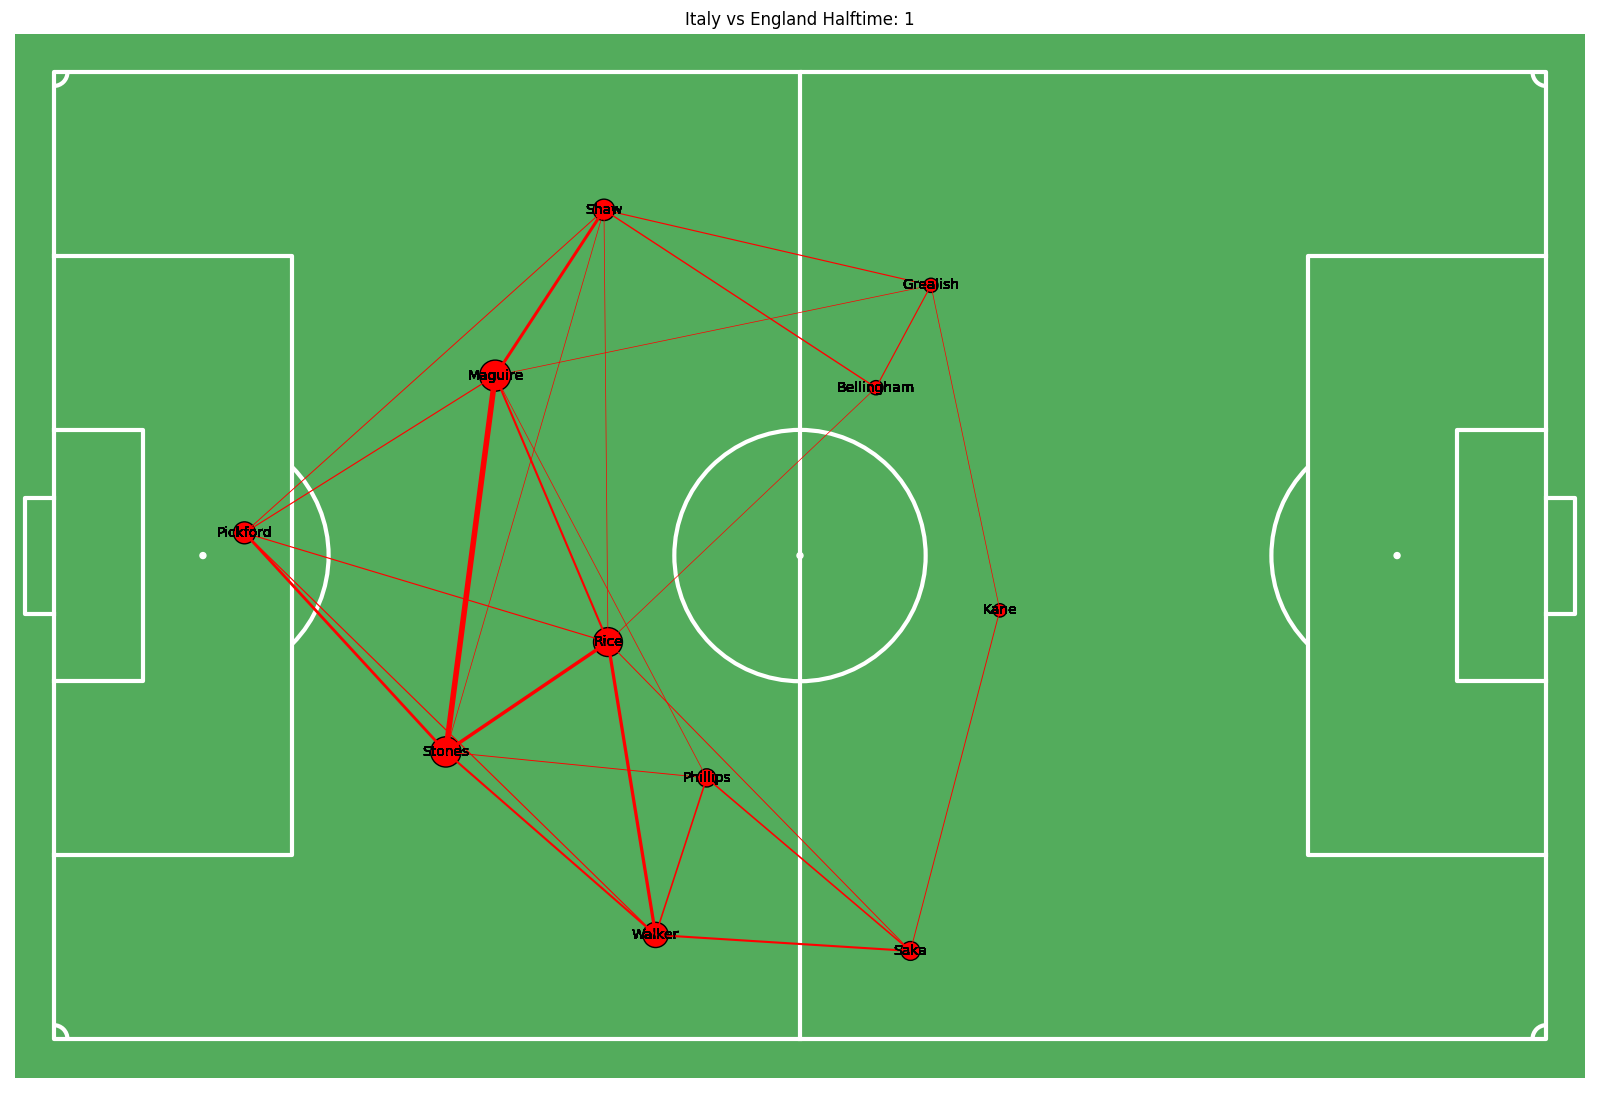 Italy vs England Halftime: 1
Shaw
Grealish
Maguire
Bellingham
Pickford
Kane
Rice
Stones
Phillips
Walker
Saka